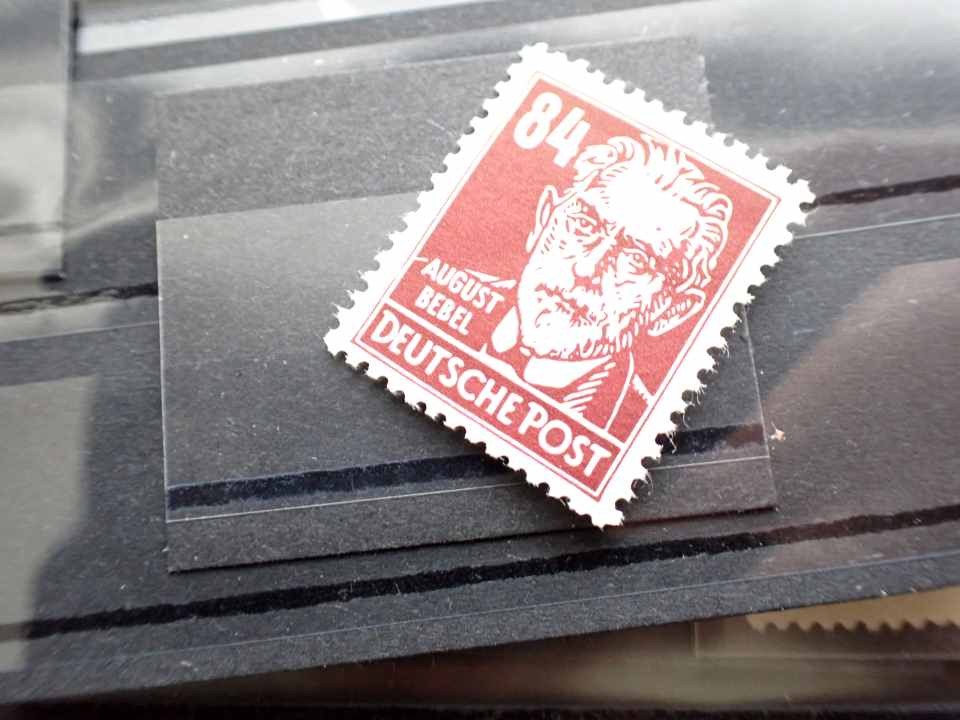 84
AUGUST
BEBEL
DEUTSCHE POST